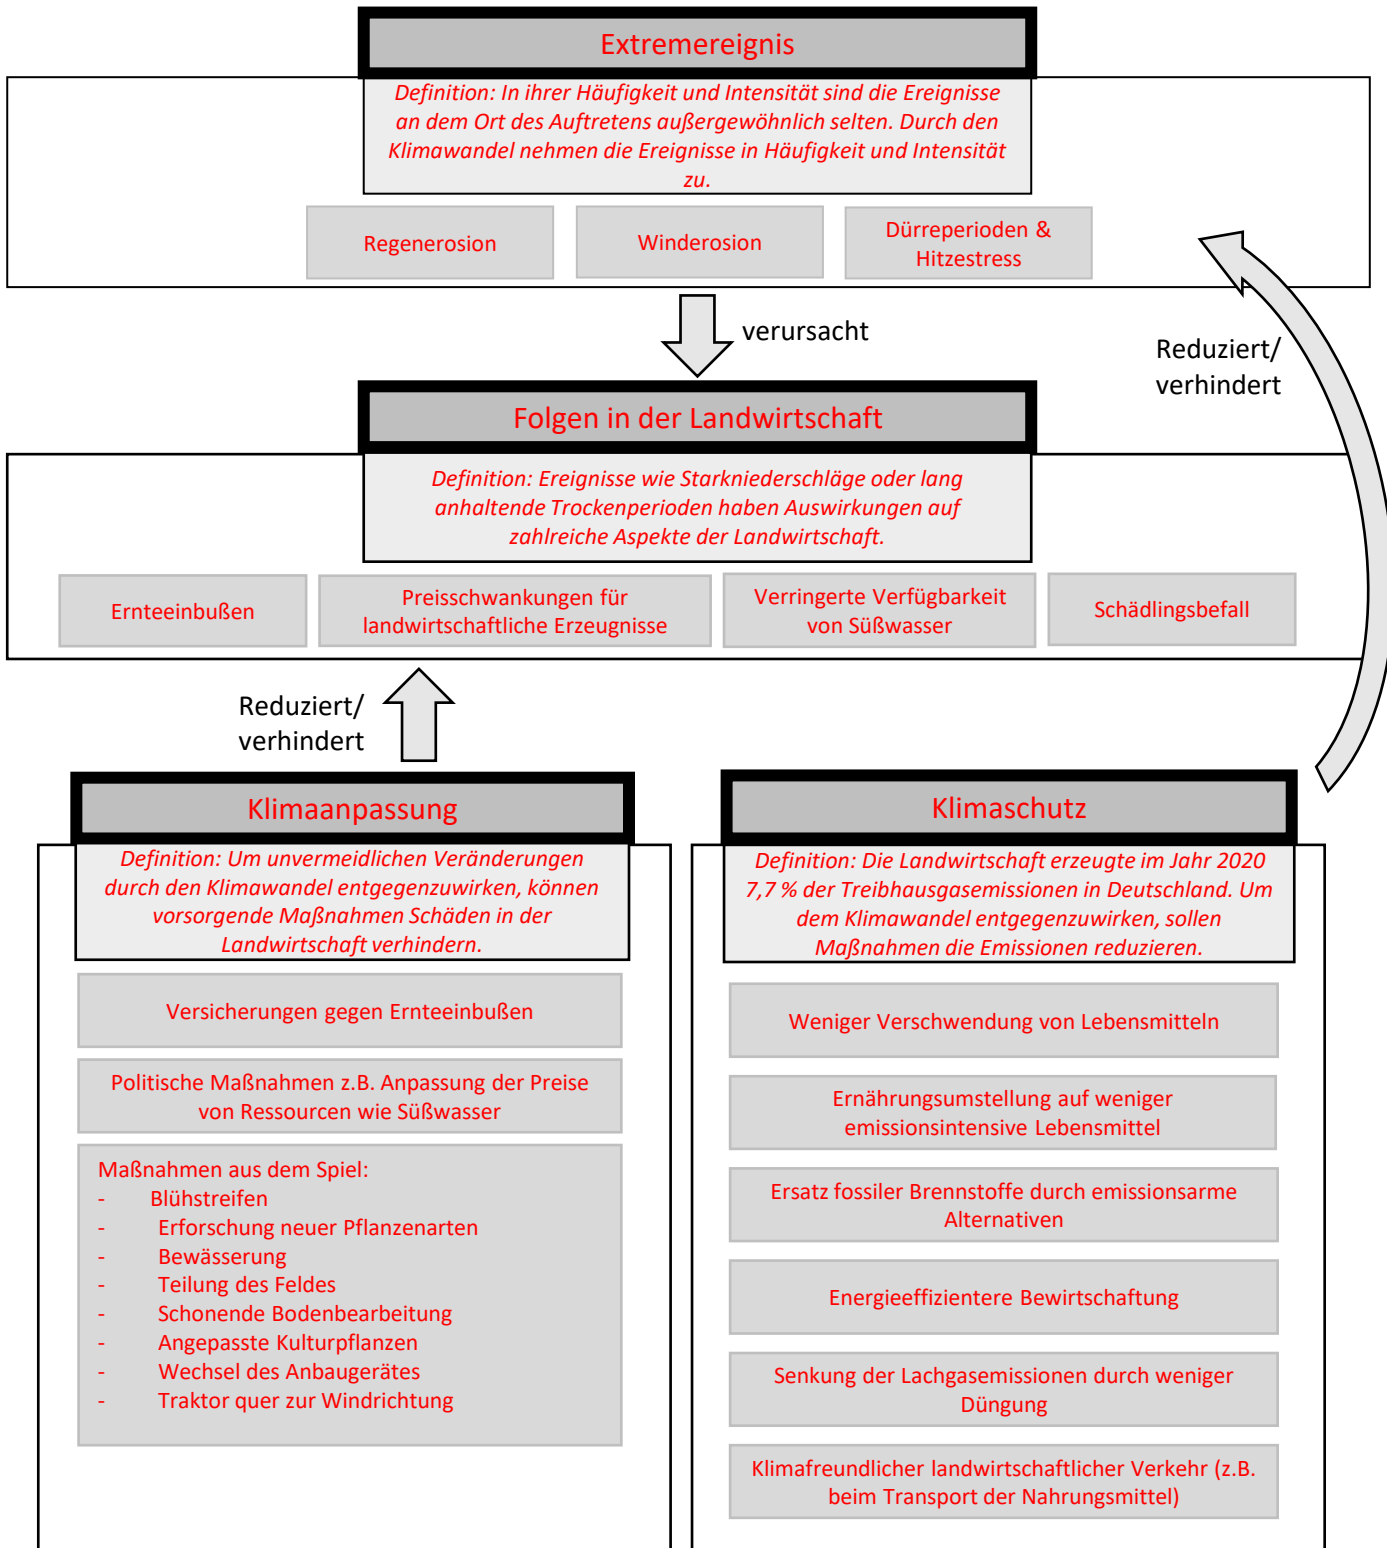 Extremereignis
Definition: In ihrer Häufigkeit und Intensität sind die Ereignisse
an dem Ort des Auftretens außergewöhnlich selten. Durch den
Klimawandel nehmen die Ereignisse in Häufigkeit und Intensität
zu.
Regenerosion
Winderosion
Dürreperioden &
Hitzestress
verursacht
Reduziert/
verhindert
Folgen in der Landwirtschaft
Definition: Ereignisse wie Starkniederschläge oder lang
anhaltende Trockenperioden haben Auswirkungen auf
zahlreiche Aspekte der Landwirtschaft.
Ernteeinbußen
Preisschwankungen für
landwirtschaftliche Erzeugnisse
Verringerte Verfügbarkeit
von Süßwasser
Schädlingsbefall
Reduziert/
verhindert
Klimaanpassung
Definition: Um unvermeidlichen Veränderungen
durch den Klimawandel entgegenzuwirken, können
vorsorgende Maßnahmen Schäden in der
Landwirtschaft verhindern.
Versicherungen gegen Ernteeinbußen
Politische Maßnahmen z.B. Anpassung der Preise
von Ressourcen wie Süßwasser
Maßnahmen aus dem Spiel:
- Blühstreifen
- Erforschung neuer Pflanzenarten
- Bewässerung
- Teilung des Feldes
- Schonende Bodenbearbeitung
- Angepasste Kulturpflanzen
- Wechsel des Anbaugerätes
- Traktor quer zur Windrichtung
Klimaschutz
Definition: Die Landwirtschaft erzeugte im Jahr 2020
7,7 % der Treibhausgasemissionen in Deutschland. Um
dem Klimawandel entgegenzuwirken, sollen
Maßnahmen die Emissionen reduzieren.
Weniger Verschwendung von Lebensmitteln
Ernährungsumstellung auf weniger
emissionsintensive Lebensmittel
Ersatz fossiler Brennstoffe durch emissionsarme
Alternativen
Energieeffizientere Bewirtschaftung
Senkung der Lachgasemissionen durch weniger
Düngung
Klimafreundlicher landwirtschaftlicher Verkehr (z.B.
beim Transport der Nahrungsmittel)